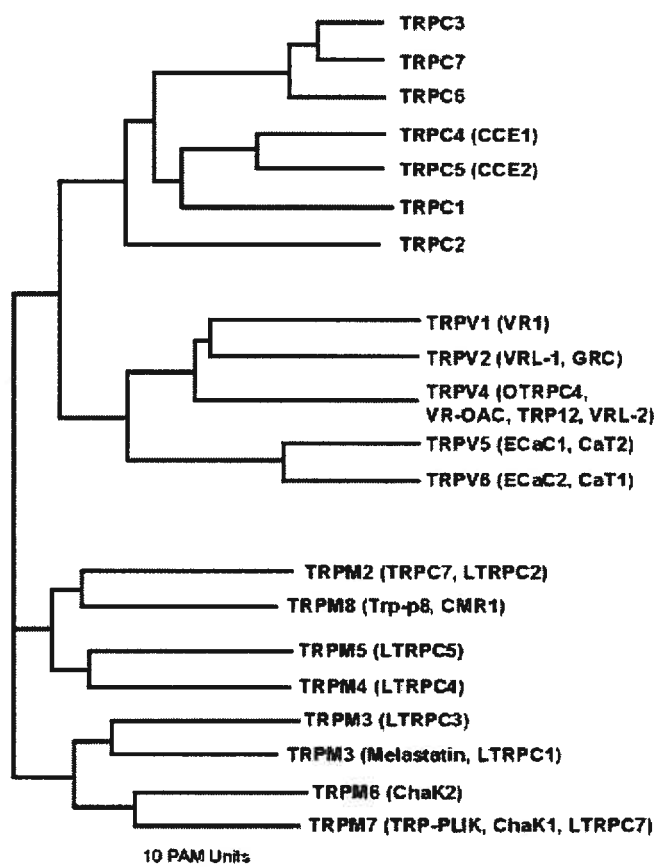 TRPC3
TRPC7
TRPC6
TRPC4 (CCE1)
TRPC5 (CCE2)
TRPC1
TRPC2
TRPV1 (VR1)
TRPV2 (VRL-1, GRC)
TRPV4 (OTRPC4,
VR-OAC, TRP12, VRL-2)
TRPV5 (ECaC1, CaT2)
TRPV6 (ECaC2, CaT1)
TRPM2 (TRPC7, LTRPC2)
TRPM8 (Trp-p8, CMR1)
TRPM5 (LTRPC5)
TRPM4 (LTRPC4)
TRPM3 (LTRPC3)
TRPM3 (Melastatin, LTRPC1)
TRPM6 (ChaK2)
TRPM7 (TRP-PLIK, ChaK1, LTRPC7)
10 PAM Units